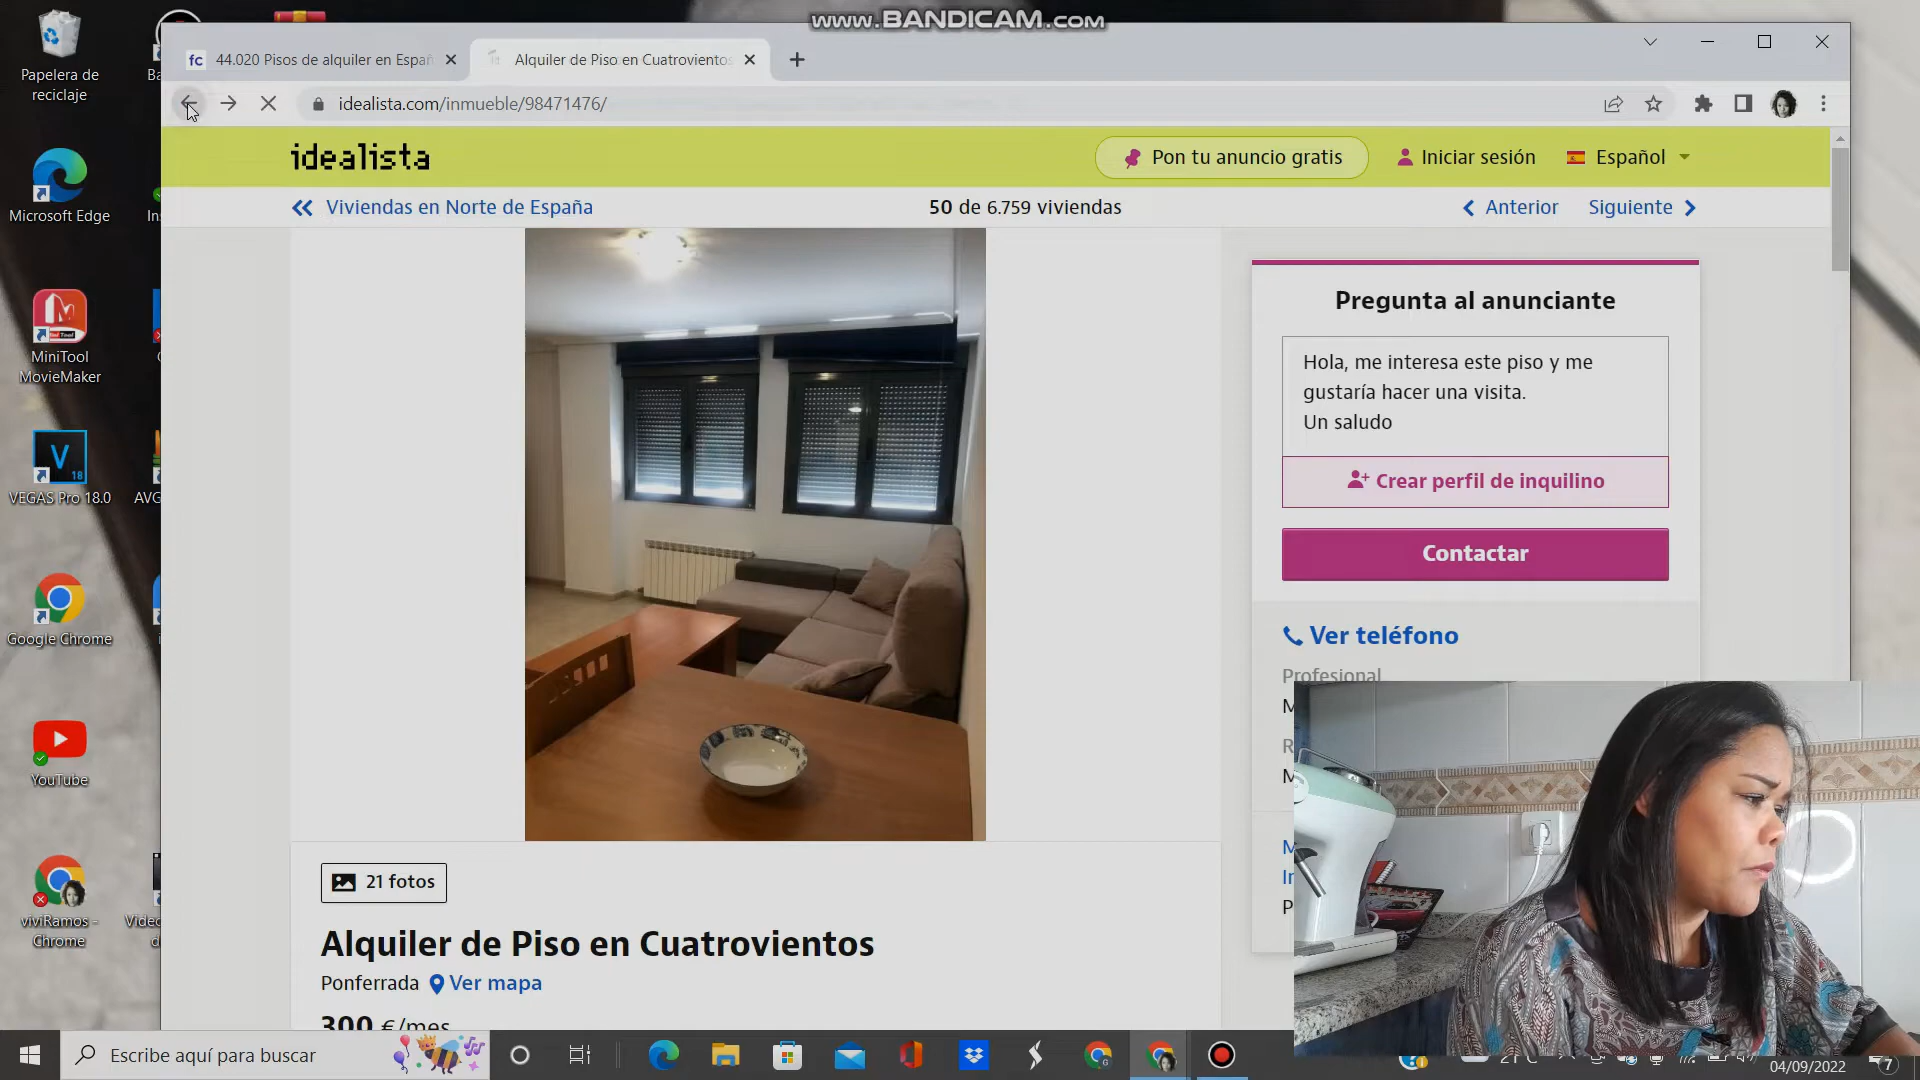 WWW.BANDICAM.COM
Papelera de
reciclaje
Microsoft Edge
MiniTool
MovieMaker
VEGAS Pro 18.0
Google Chrome
YouTube
viviRamos -
Chrome
fc 44.020 Pisos de alquiler en Españ
Alquiler de Piso en Cuatrovientos
idealista.com/inmueble/98471476/
idealista
Pon tu anuncio gratis
Iniciar sesión
Español
Viviendas en Norte de España
50 de 6.759 viviendas
Anterior
Siguiente
Pregunta al anunciante
Hola, me interesa este piso y me
gustaría hacer una visita.
Un saludo
Crear perfil de inquilino
Contactar
Ver teléfono
Profesional
21 fotos
Alquiler de Piso en Cuatrovientos
Ponferrada Ver mapa
300 €/mes
Escribe aquí para buscar
21°C
04/09/2022
7